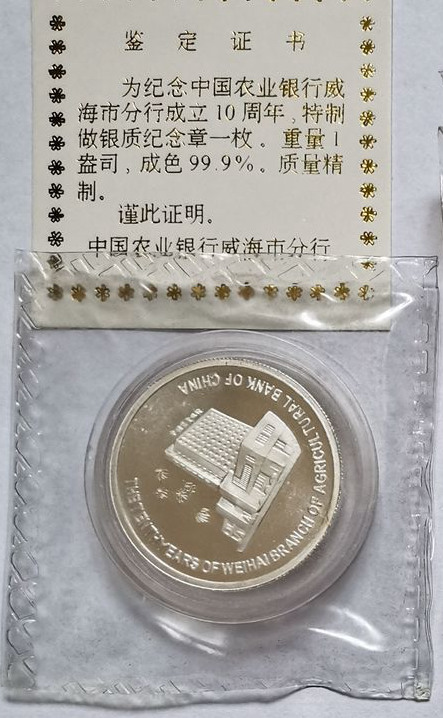 鉴定证书
为纪念中国农业银行威
海市分行成立10周年,特制
做银质纪念章一枚。重量1
盎司,成色99.9%。质量精
制。
谨此证明。
中国农业银行威海市分行
THE TENTH YEARS OF WEIHAI BRANCH OF AGRICULTURAL BANK OF CHINA